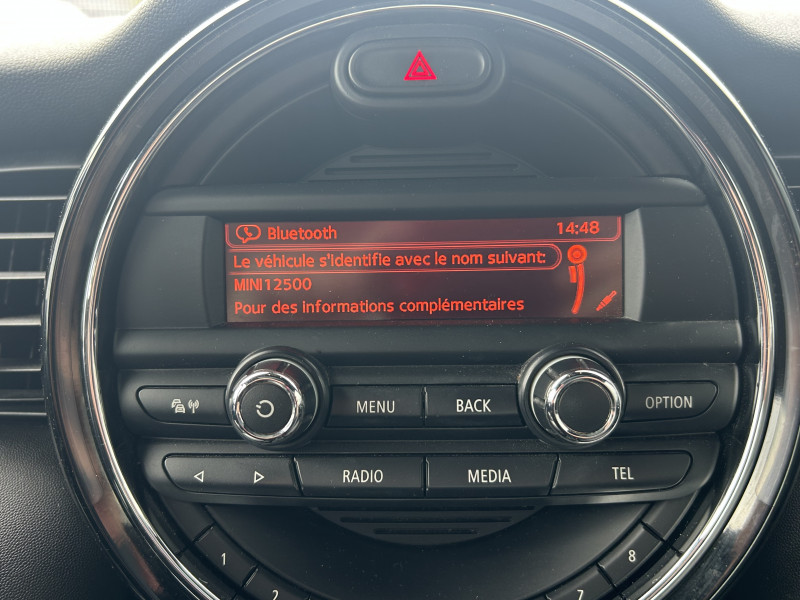 Bluetooth 14:48
Le véhicule s'identifie avec le nom suivant:
MINI12500
Pour des informations complémentaires
MENU BACK OPTION
RADIO MEDIA TEL
1 8
2 7